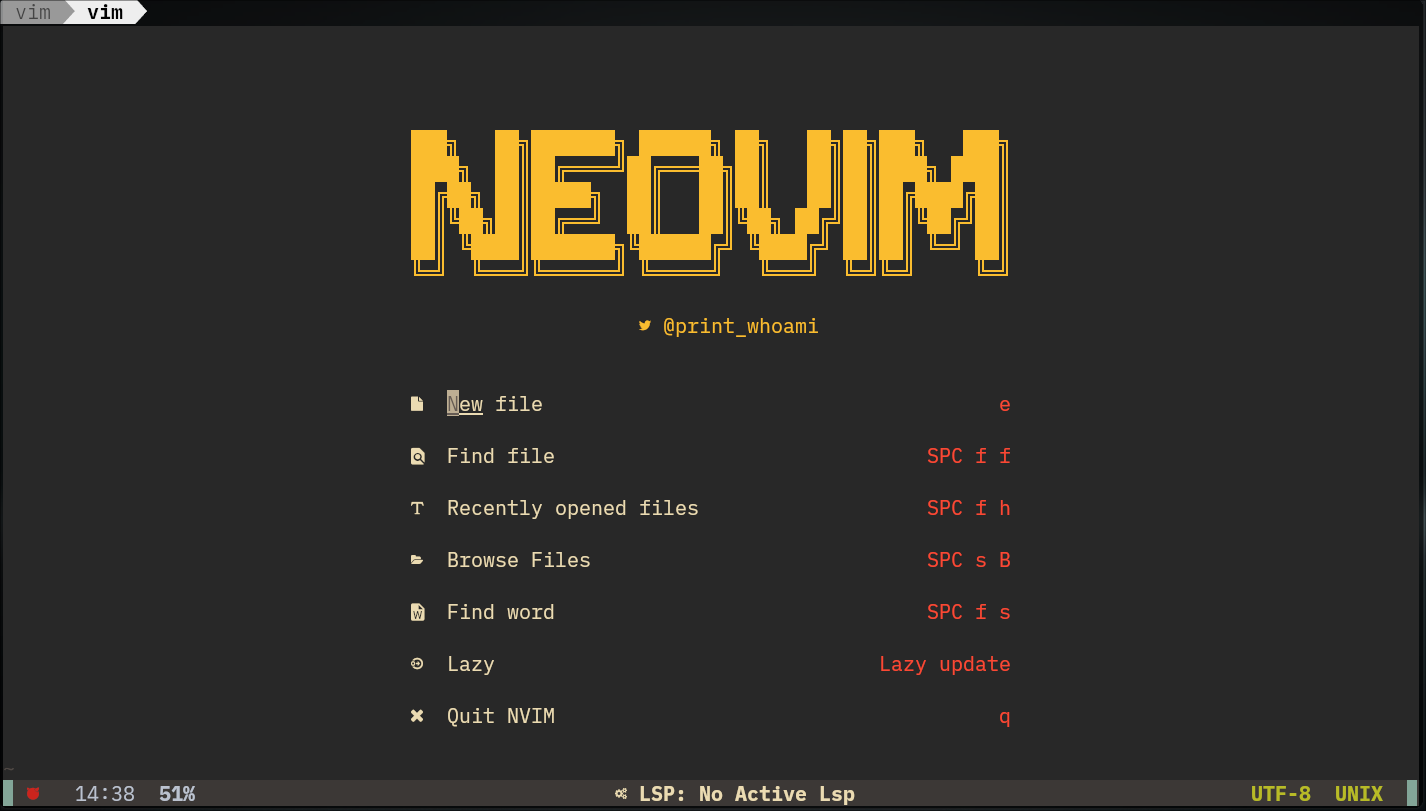 vim vim
NEOVIM
@print_whoami
New file e
Find file SPC f f
Recently opened files SPC f h
Browse Files SPC s B
Find word SPC f s
Lazy Lazy update
Quit NVIM q
~
14:38 51% LSP: No Active Lsp UTF-8 UNIX